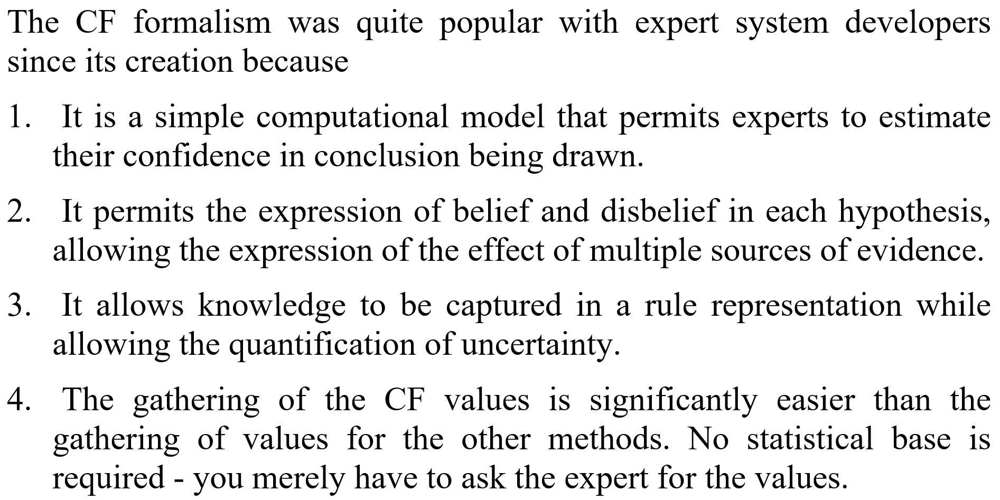 The CF formalism was quite popular with expert system developers
since its creation because
1. It is a simple computational model that permits experts to estimate
their confidence in conclusion being drawn.
2. It permits the expression of belief and disbelief in each hypothesis,
allowing the expression of the effect of multiple sources of evidence.
3. It allows knowledge to be captured in a rule representation while
allowing the quantification of uncertainty.
4. The gathering of the CF values is significantly easier than the
gathering of values for the other methods. No statistical base is
required - you merely have to ask the expert for the values.